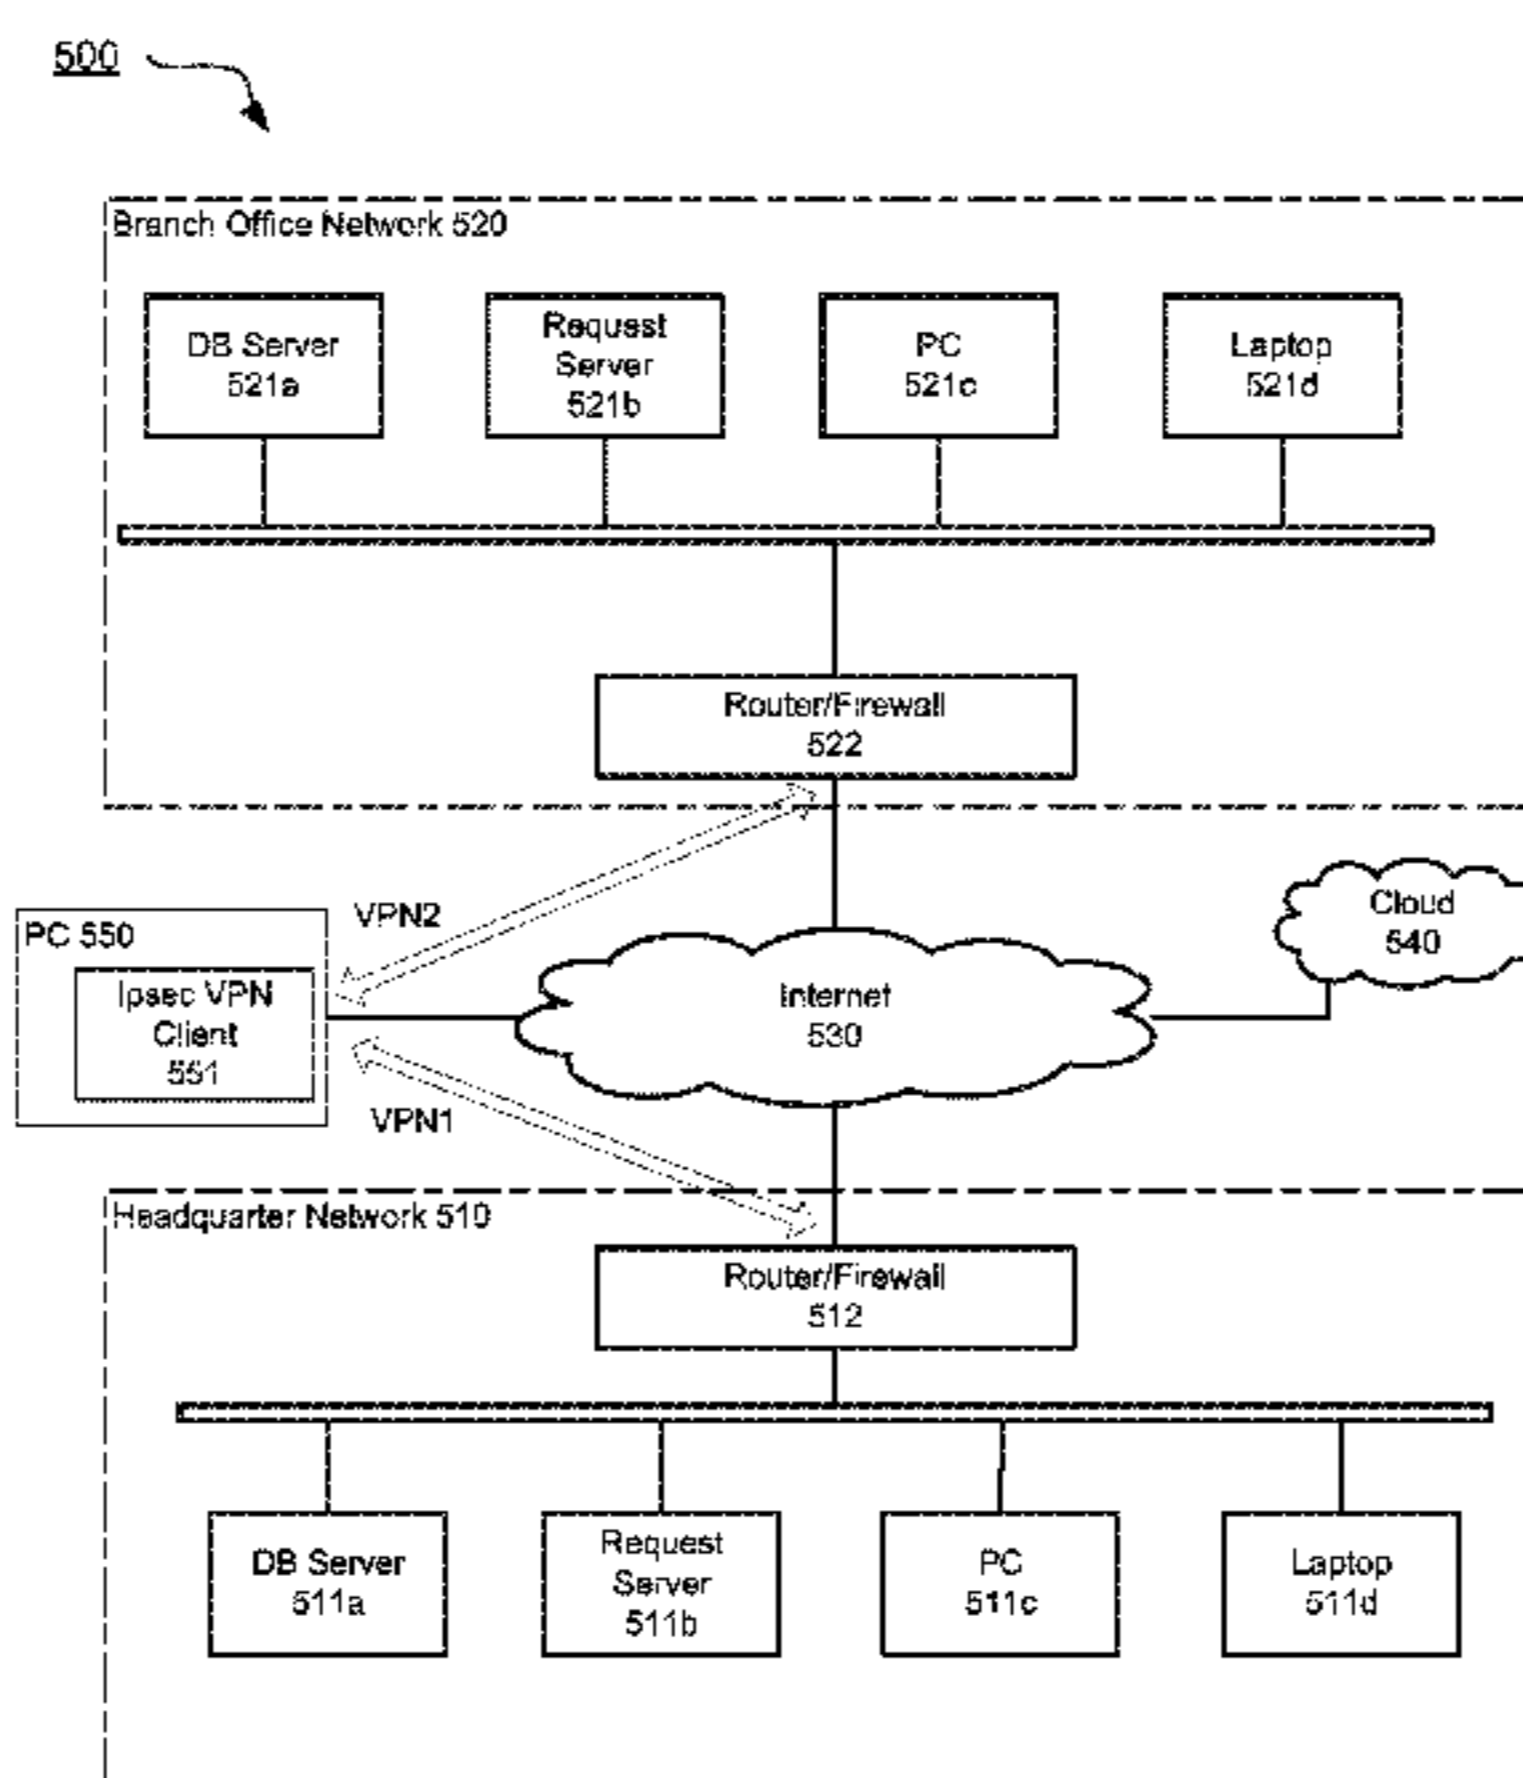 500
Branch Office Network 520
DB Server
521a
Request
Server
521b
PC
521c
Laptop
521d
Router/Firewall
522
VPN2
Cloud
540
PC 550
Ipsec VPN
Client
551
Internet
530
VPN1
Headquarter Network 510
Router/Firewall
512
DB Server
511a
Request
Server
511b
PC
511c
Laptop
511d